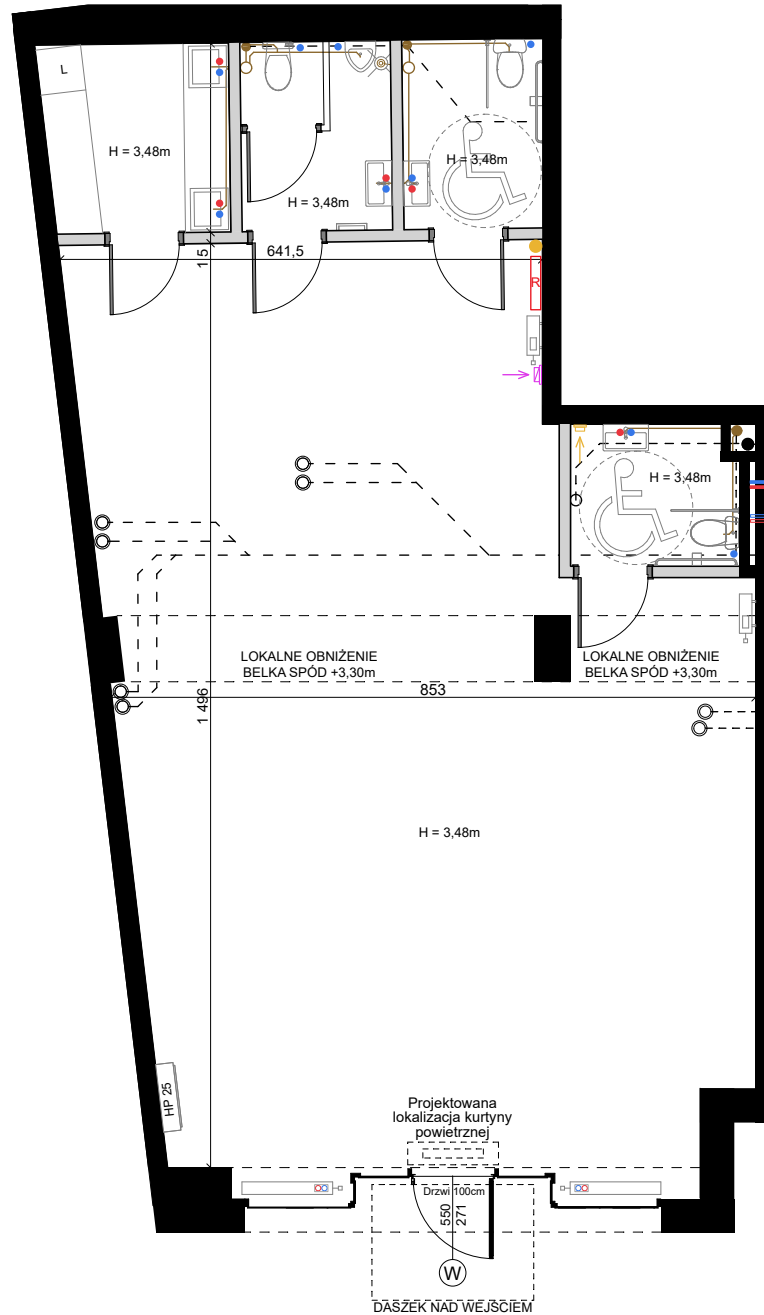 L
H = 3,48m
H = 3,48m
H = 3,48m
15
641,5
R
H = 3,48m
LOKALNE OBNIŻENIE
BELKA SPÓD +3,30m
LOKALNE OBNIŻENIE
BELKA SPÓD +3,30m
1 496
853
H = 3,48m
HP 25
Projektowana
lokalizacja kurtyny
powietrznej
Drzwi 100cm
550
271
W
DASZEK NAD WEJŚCIEM